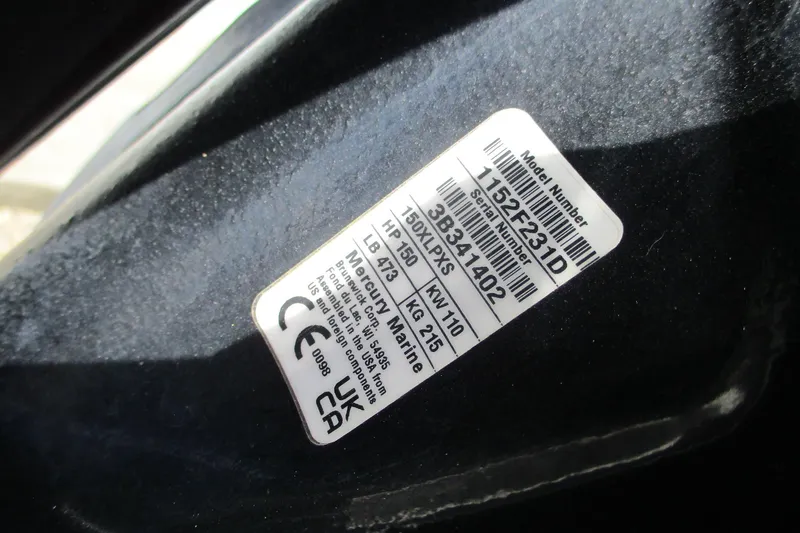 Model Number
1152F231D
Serial Number
3B341402
150XLPXS
HP 150 KW 110
LB 473 KG 215
Mercury Marine
Brunswick Corp.
Fond du Lac, WI 54935
Assembled in the USA from
US and foreign components
CE 0098 UK
CA